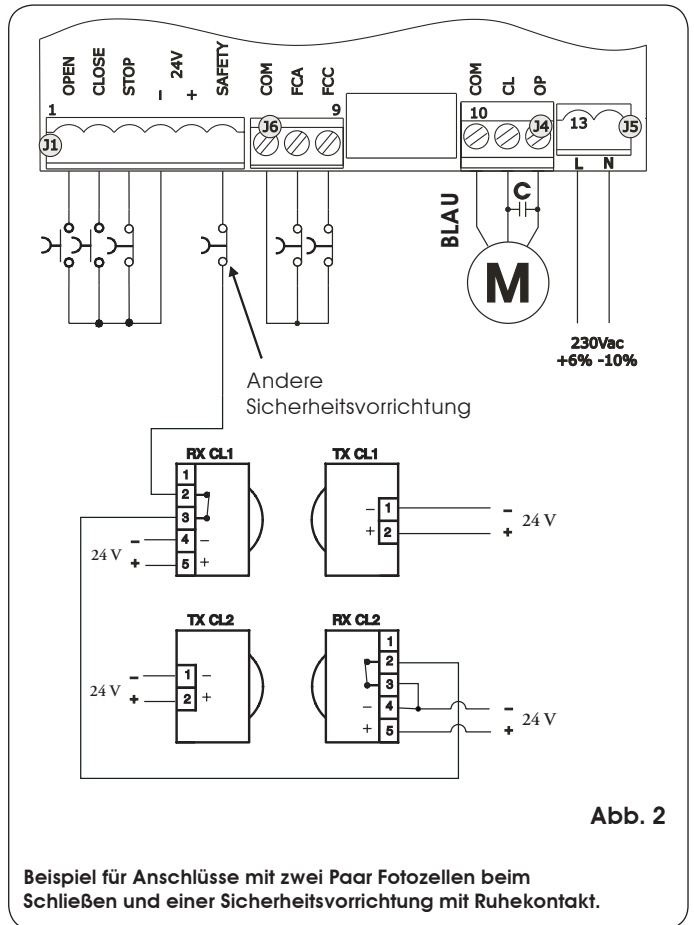 OPEN CLOSE STOP – 24V + SAFETY COM FCA FCC COM CL OP
1 9 10 13
J1 J6 J4 J5
L N
C
BLAU
M
230Vac
+6% -10%
Andere
Sicherheitsvorrichtung
RX CL1 TX CL1
1
2
3
4 –
5 +
– 24 V +
– 1
+ 2
– 24 V +
TX CL2 RX CL2
1 –
2 +
– 24 V +
1
2
3
– 4
+ 5
– 24 V +
Abb. 2
Beispiel für Anschlüsse mit zwei Paar Fotozellen beim
Schließen und einer Sicherheitsvorrichtung mit Ruhekontakt.